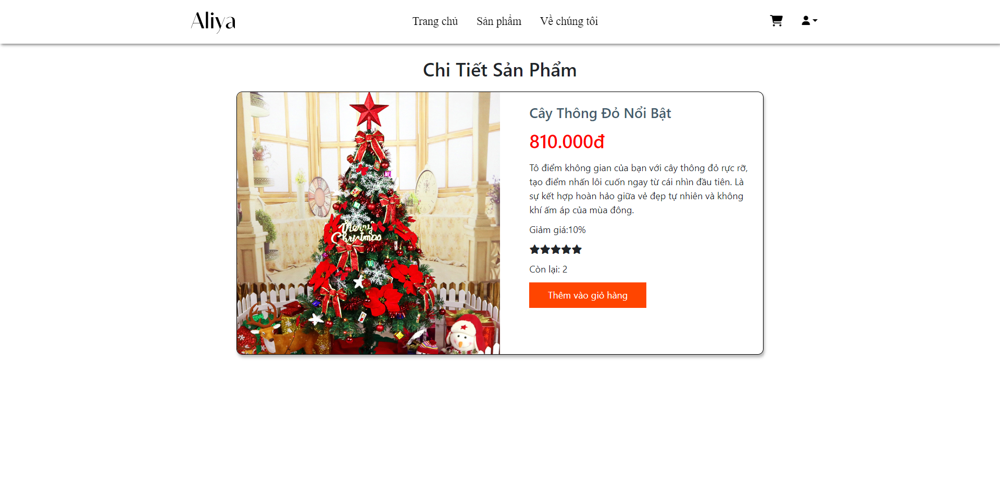 Aliya
Trang chủ
Sản phẩm
Về chúng tôi
Chi Tiết Sản Phẩm
Merry
Christmas
Cây Thông Đỏ Nổi Bật
810.000đ
Tô điểm không gian của bạn với cây thông đỏ rực rỡ,
tạo điểm nhấn lôi cuốn ngay từ cái nhìn đầu tiên. Là
sự kết hợp hoàn hảo giữa vẻ đẹp tự nhiên và không
khí ấm áp của mùa đông.
Giảm giá:10%
Còn lại: 2
Thêm vào giỏ hàng